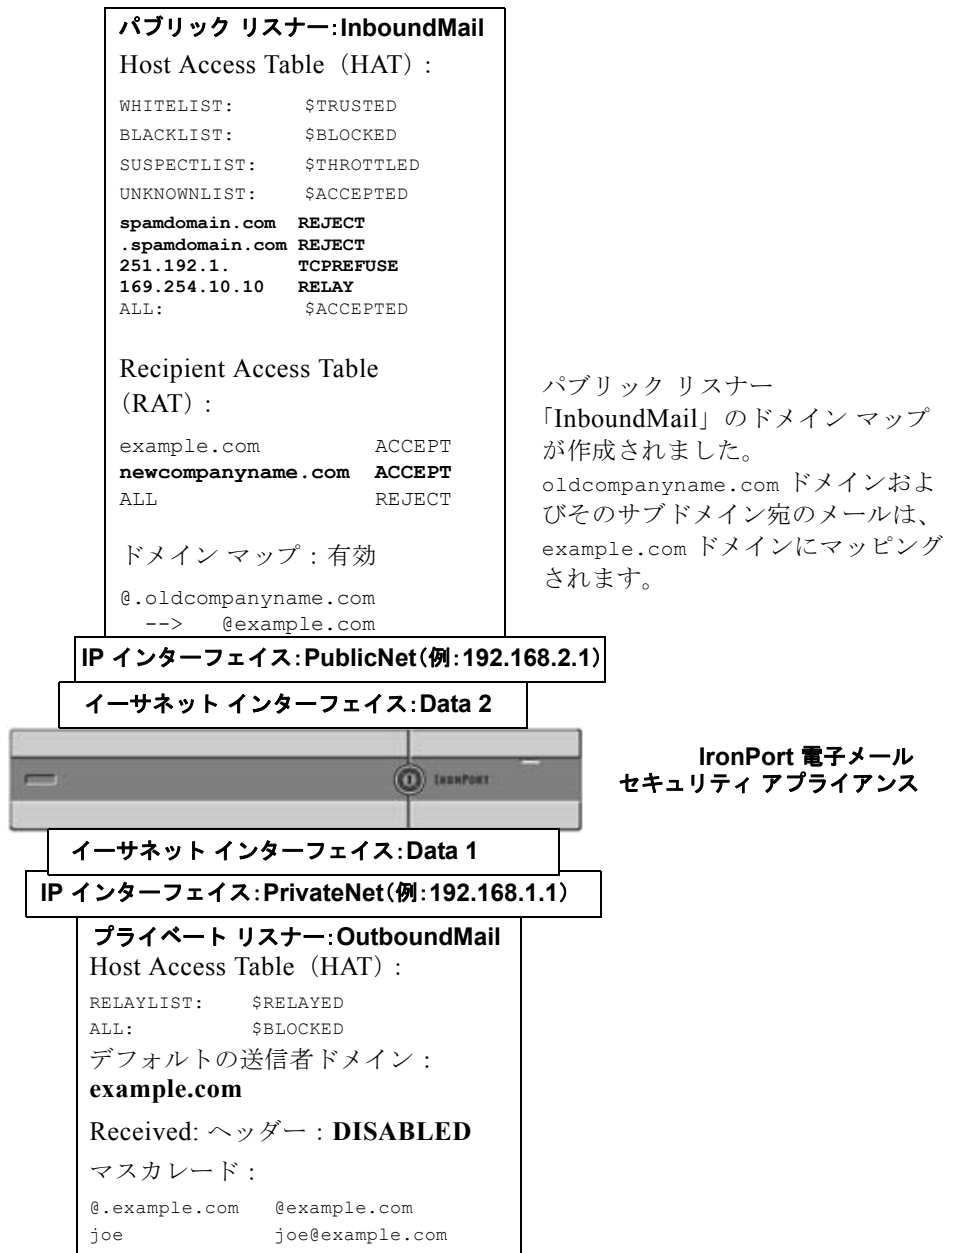 パブリック リスナー:InboundMail
Host Access Table（HAT）:
WHITELIST: $TRUSTED
BLACKLIST: $BLOCKED
SUSPECTLIST: $THROTTLED
UNKNOWNLIST: $ACCEPTED
spamdomain.com REJECT
.spamdomain.com REJECT
251.192.1. TCPREFUSE
169.254.10.10 RELAY
ALL: $ACCEPTED
Recipient Access Table
（RAT）:
example.com ACCEPT
newcompanyname.com ACCEPT
ALL REJECT
ドメイン マップ：有効
@.oldcompanyname.com
--> @example.com
パブリック リスナー
「InboundMail」のドメイン マップ
が作成されました。
oldcompanyname.com ドメインおよ
びそのサブドメイン宛のメールは、
example.com ドメインにマッピング
されます。
IP インターフェイス:PublicNet(例:192.168.2.1)
イーサネット インターフェイス:Data 2
IRONPORT
IronPort 電子メール
セキュリティ アプライアンス
イーサネット インターフェイス:Data 1
IP インターフェイス:PrivateNet(例:192.168.1.1)
プライベート リスナー:OutboundMail
Host Access Table（HAT）:
RELAYLIST: $RELAYED
ALL: $BLOCKED
デフォルトの送信者ドメイン：
example.com
Received: ヘッダー：DISABLED
マスカレード：
@.example.com @example.com
joe joe@example.com